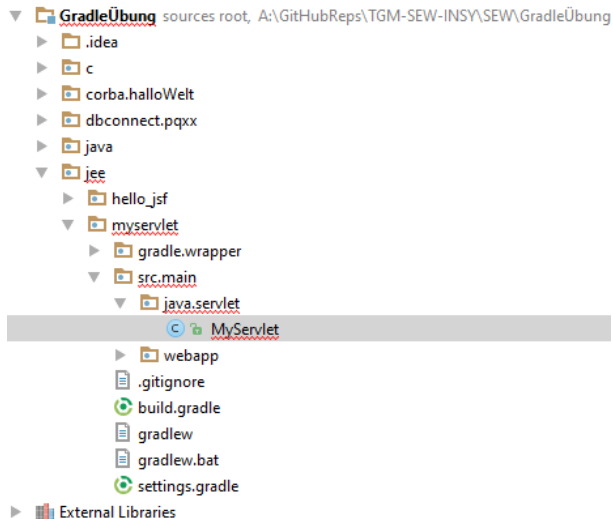 GradleÜbung sources root, A:\GitHubReps\TGM-SEW-INSY\SEW\GradleÜbung
.idea
c
corba.halloWelt
dbconnect.pqxx
java
jee
hello_jsf
myservlet
gradle.wrapper
src.main
java.servlet
C MyServlet
webapp
.gitignore
build.gradle
gradlew
gradlew.bat
settings.gradle
External Libraries